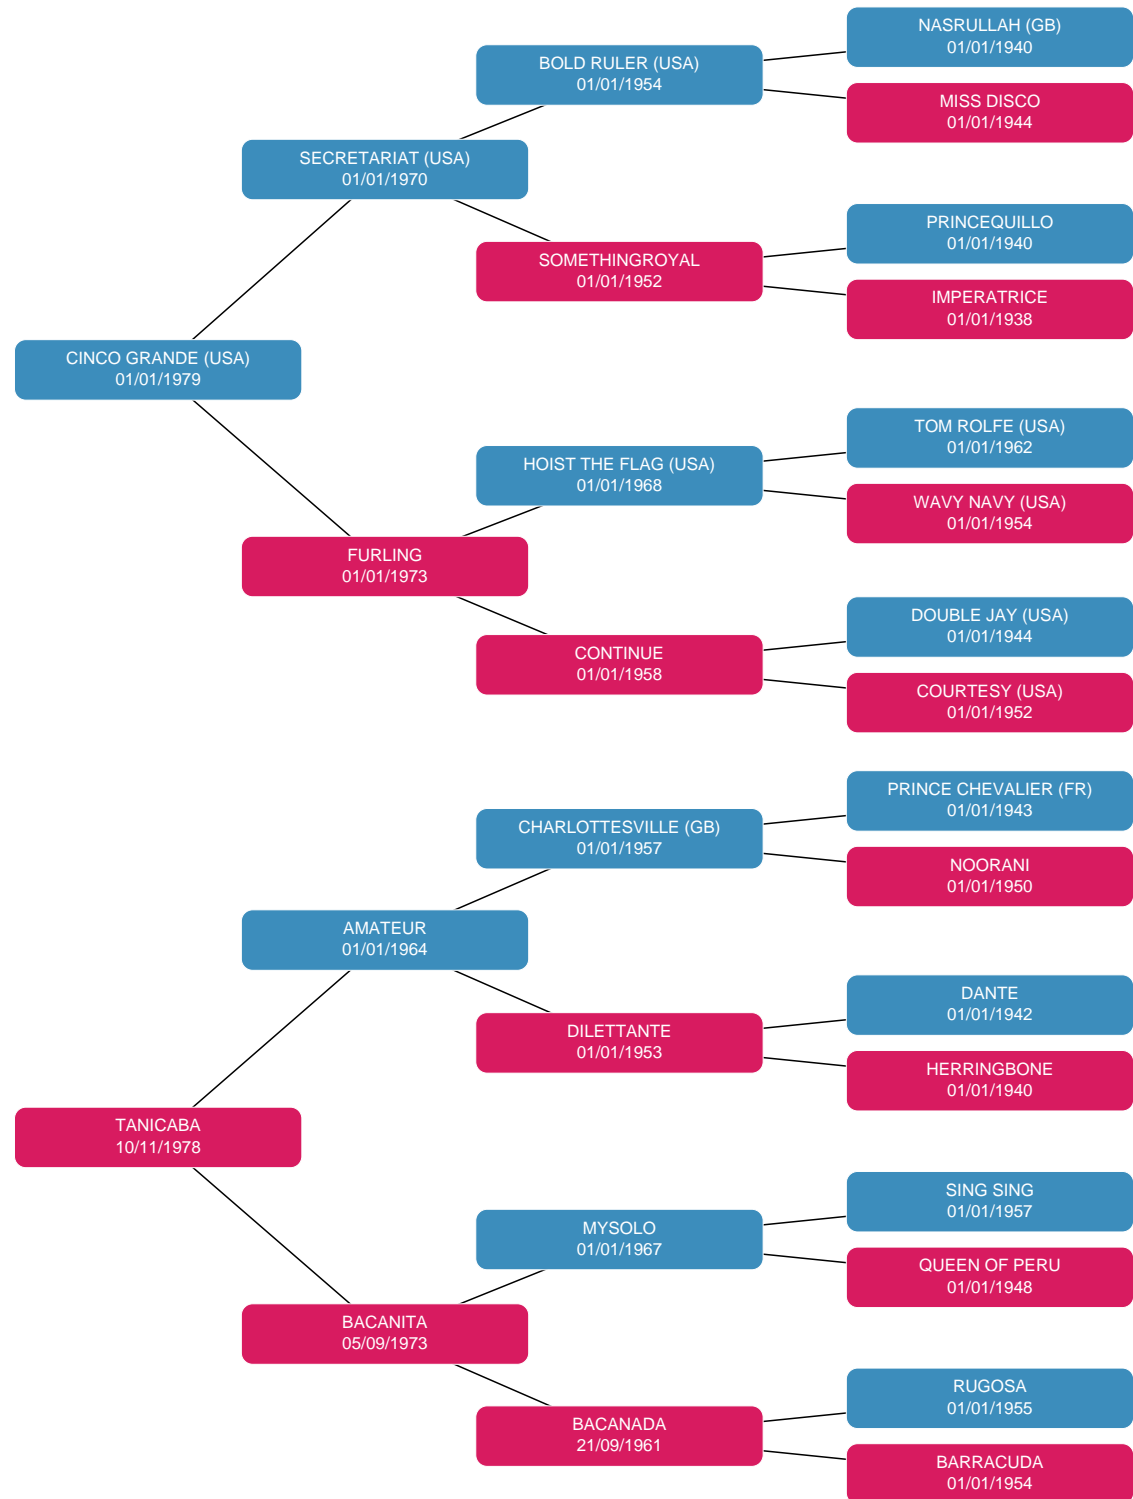 NASRULLAH (GB)
01/01/1940
BOLD RULER (USA)
01/01/1954
MISS DISCO
01/01/1944
SECRETARIAT (USA)
01/01/1970
PRINCEQUILLO
01/01/1940
SOMETHINGROYAL
01/01/1952
IMPERATRICE
01/01/1938
CINCO GRANDE (USA)
01/01/1979
TOM ROLFE (USA)
01/01/1962
HOIST THE FLAG (USA)
01/01/1968
WAVY NAVY (USA)
01/01/1954
FURLING
01/01/1973
DOUBLE JAY (USA)
01/01/1944
CONTINUE
01/01/1958
COURTESY (USA)
01/01/1952
PRINCE CHEVALIER (FR)
01/01/1943
CHARLOTTESVILLE (GB)
01/01/1957
NOORANI
01/01/1950
AMATEUR
01/01/1964
DANTE
01/01/1942
DILETTANTE
01/01/1953
HERRINGBONE
01/01/1940
TANICABA
10/11/1978
SING SING
01/01/1957
MYSOLO
01/01/1967
QUEEN OF PERU
01/01/1948
BACANITA
05/09/1973
RUGOSA
01/01/1955
BACANADA
21/09/1961
BARRACUDA
01/01/1954